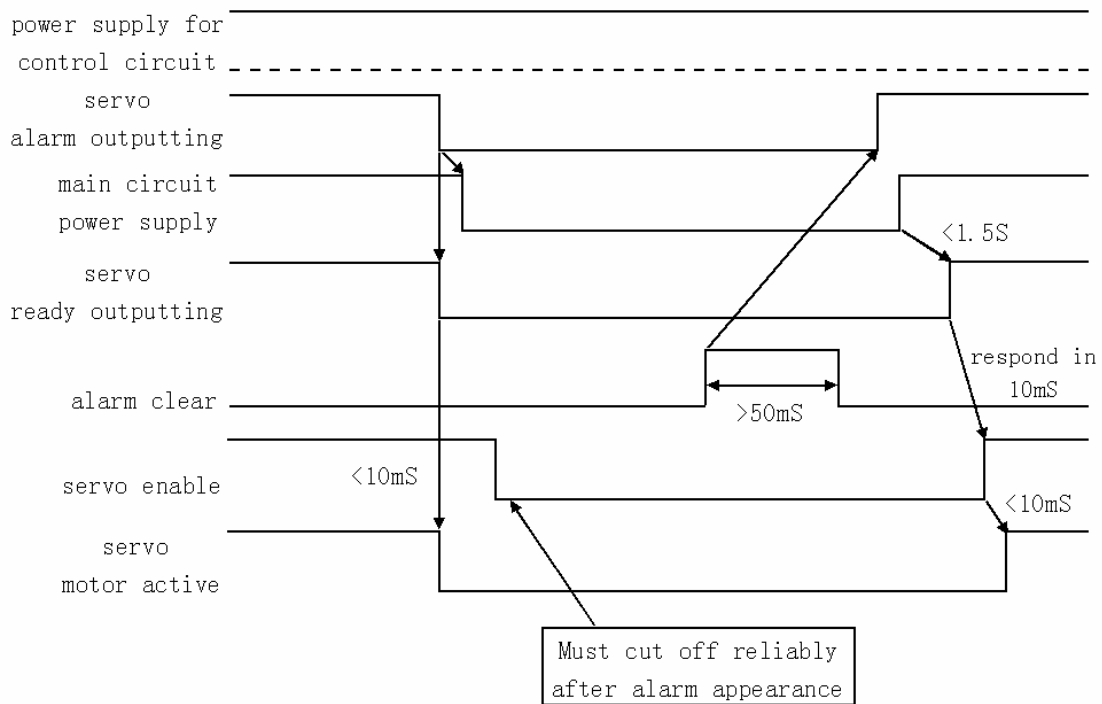 power supply for
control circuit
servo
alarm outputting
main circuit
power supply
<1.5S
servo
ready outputting
respond in
10mS
alarm clear
>50mS
servo enable
<10mS
<10mS
servo
motor active
Must cut off reliably
after alarm appearance